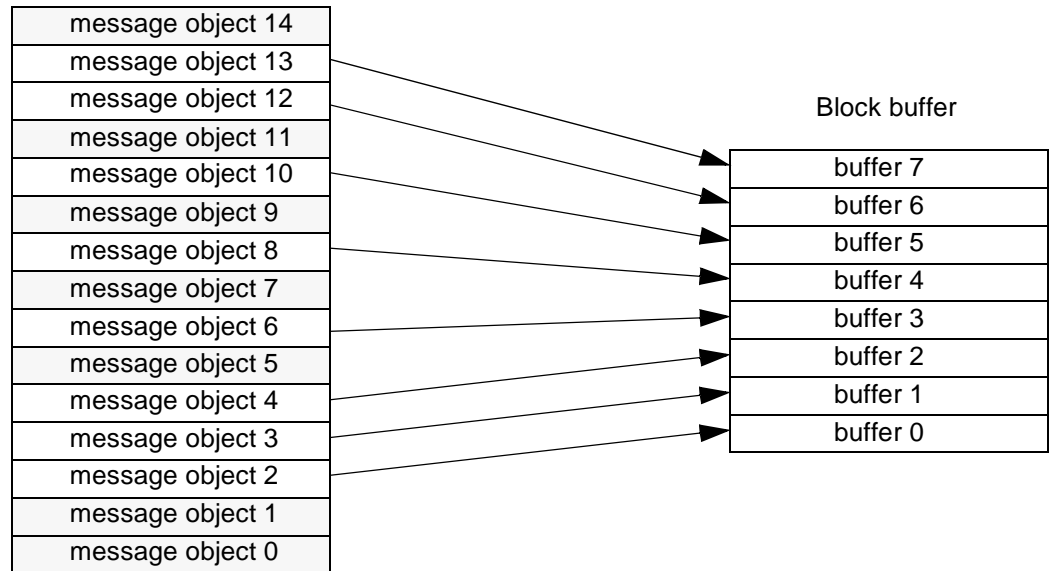 message object 14
message object 13
message object 12
message object 11
message object 10
message object 9
message object 8
message object 7
message object 6
message object 5
message object 4
message object 3
message object 2
message object 1
message object 0
Block buffer
buffer 7
buffer 6
buffer 5
buffer 4
buffer 3
buffer 2
buffer 1
buffer 0